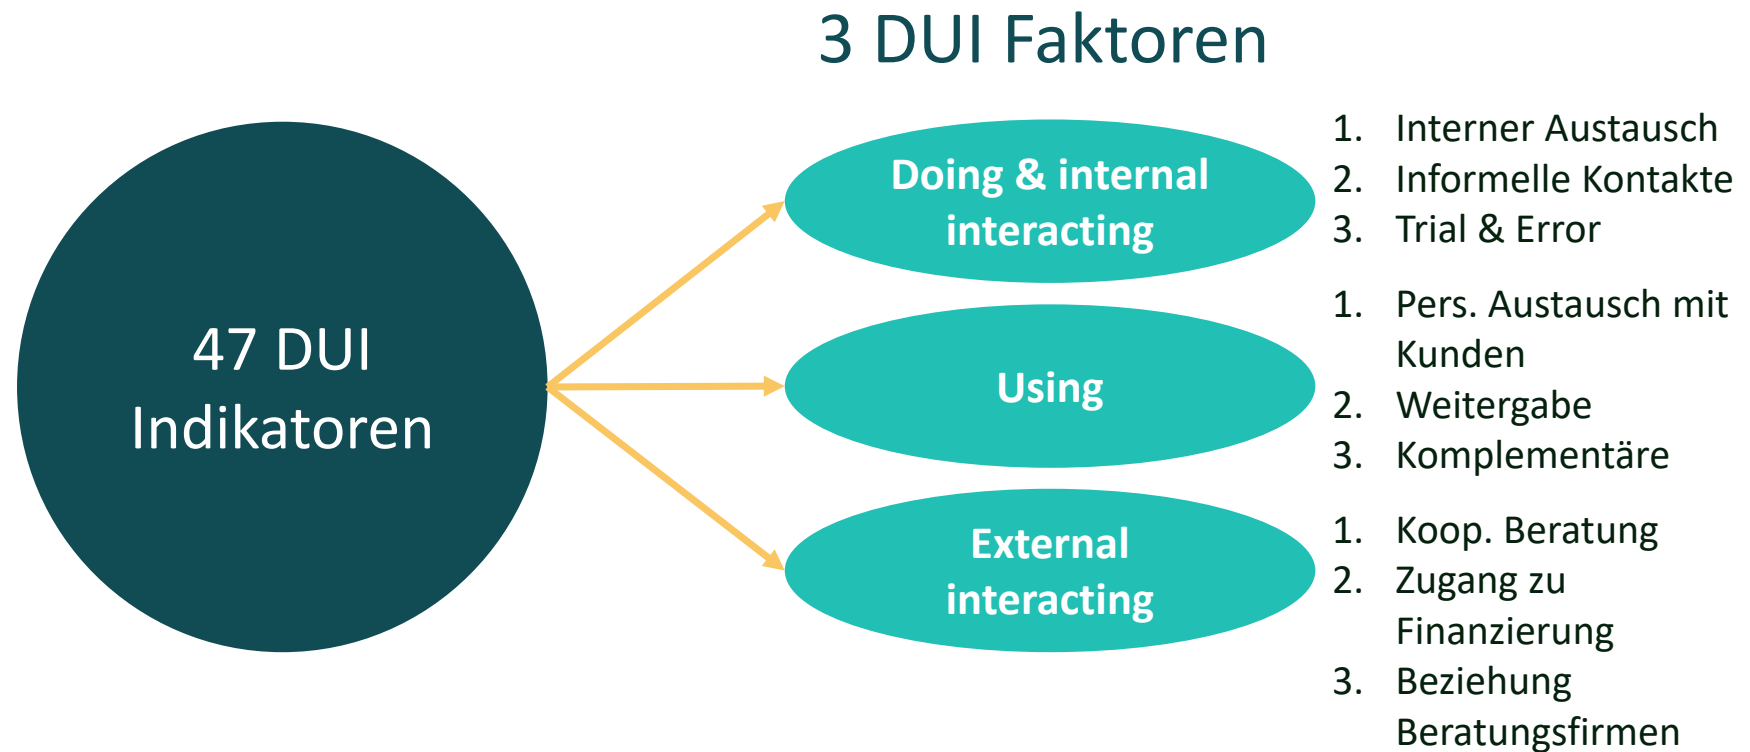 3 DUI Faktoren
47 DUI
Indikatoren
Doing & internal
interacting
1. Interner Austausch
2. Informelle Kontakte
3. Trial & Error
Using
1. Pers. Austausch mit
Kunden
2. Weitergabe
3. Komplementäre
External
interacting
1. Koop. Beratung
2. Zugang zu
Finanzierung
3. Beziehung
Beratungsfirmen